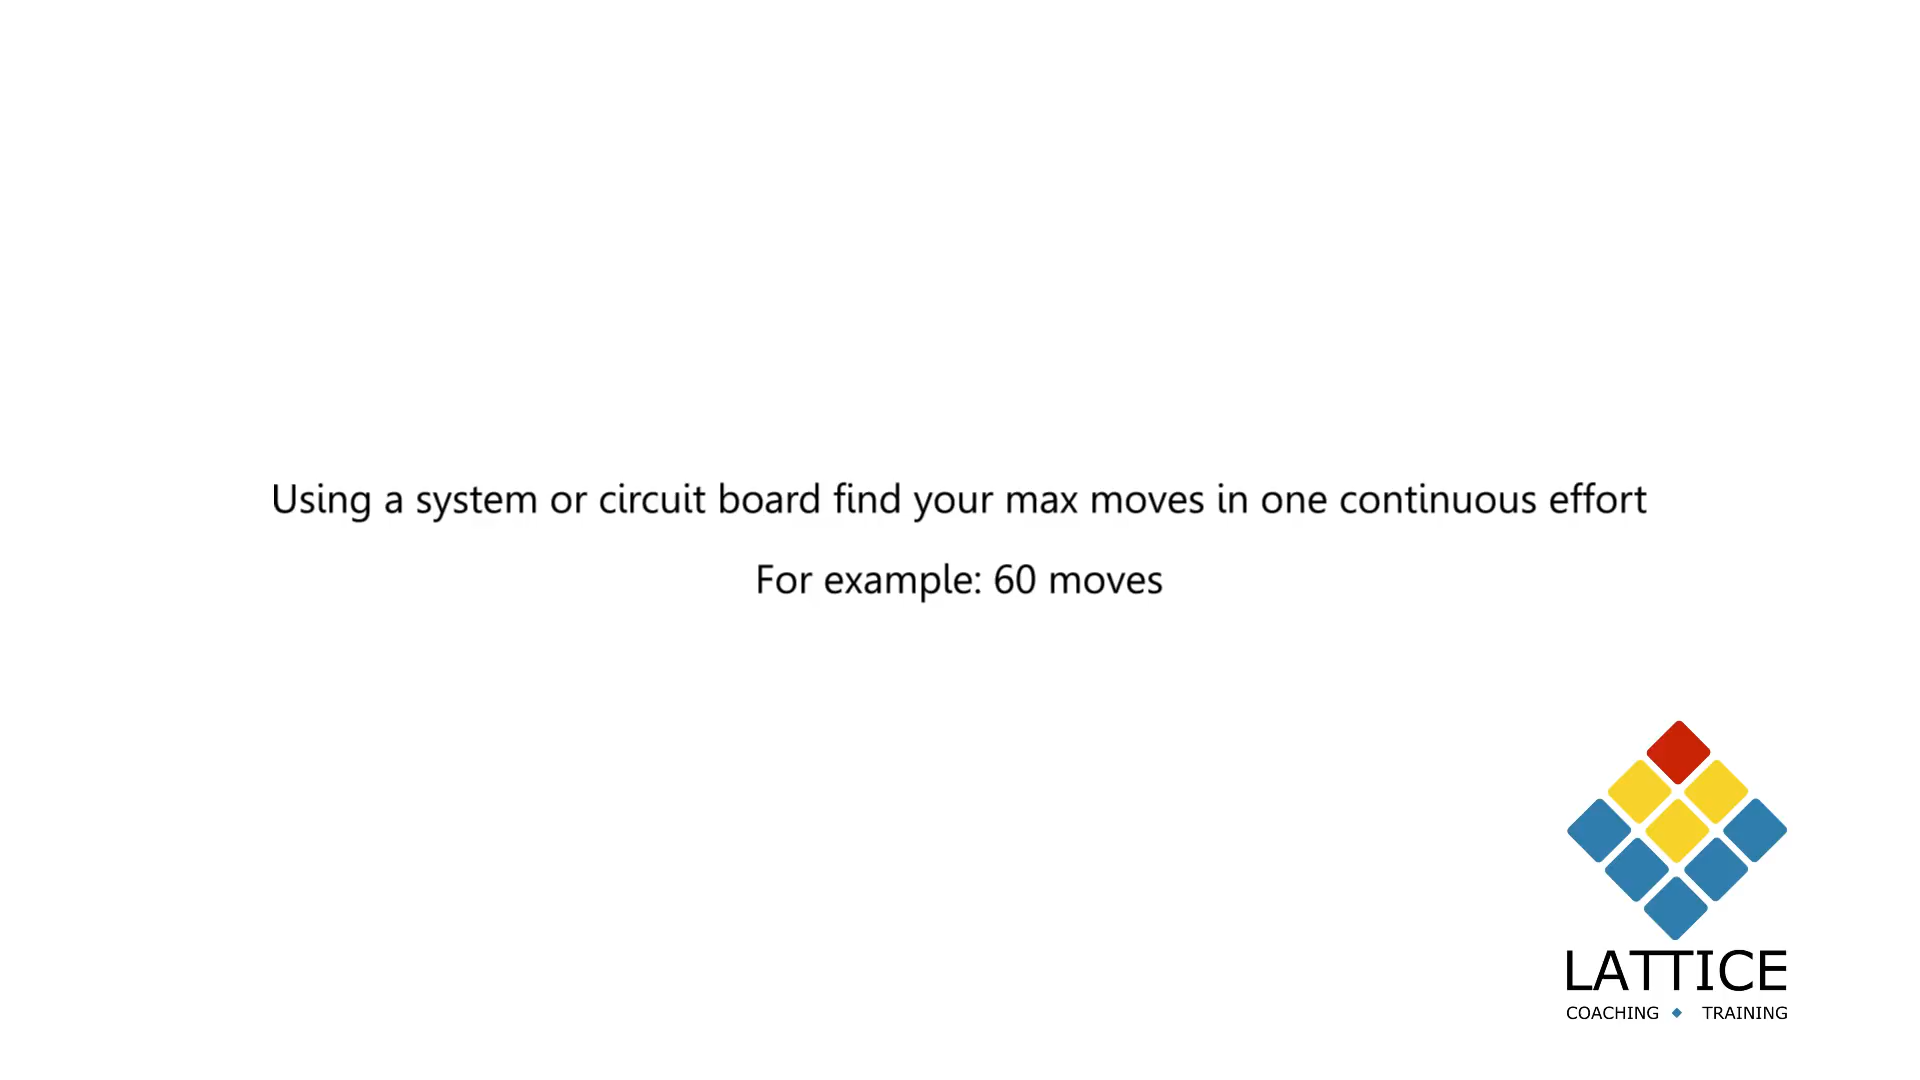 Using a system or circuit board find your max moves in one continuous effort
For example: 60 moves
LATTICE
COACHING ◆ TRAINING